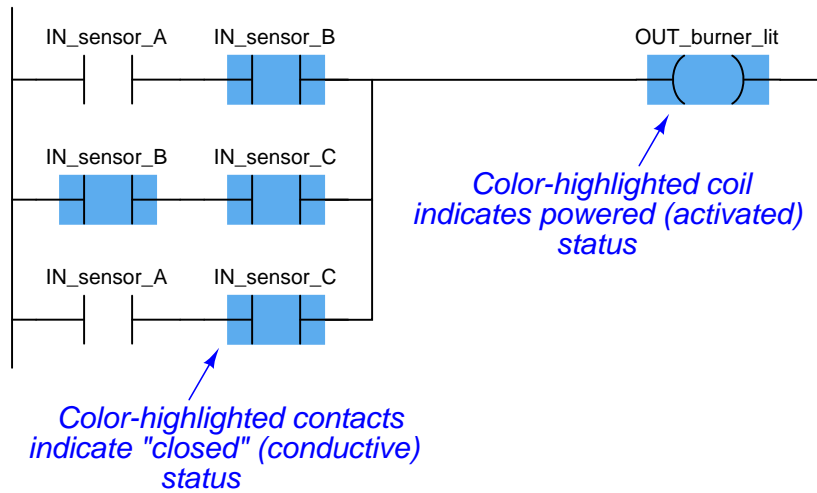 IN_sensor_A IN_sensor_B OUT_burner_lit
IN_sensor_B IN_sensor_C
Color-highlighted coil
indicates powered (activated)
status
IN_sensor_A IN_sensor_C
Color-highlighted contacts
indicate "closed" (conductive)
status